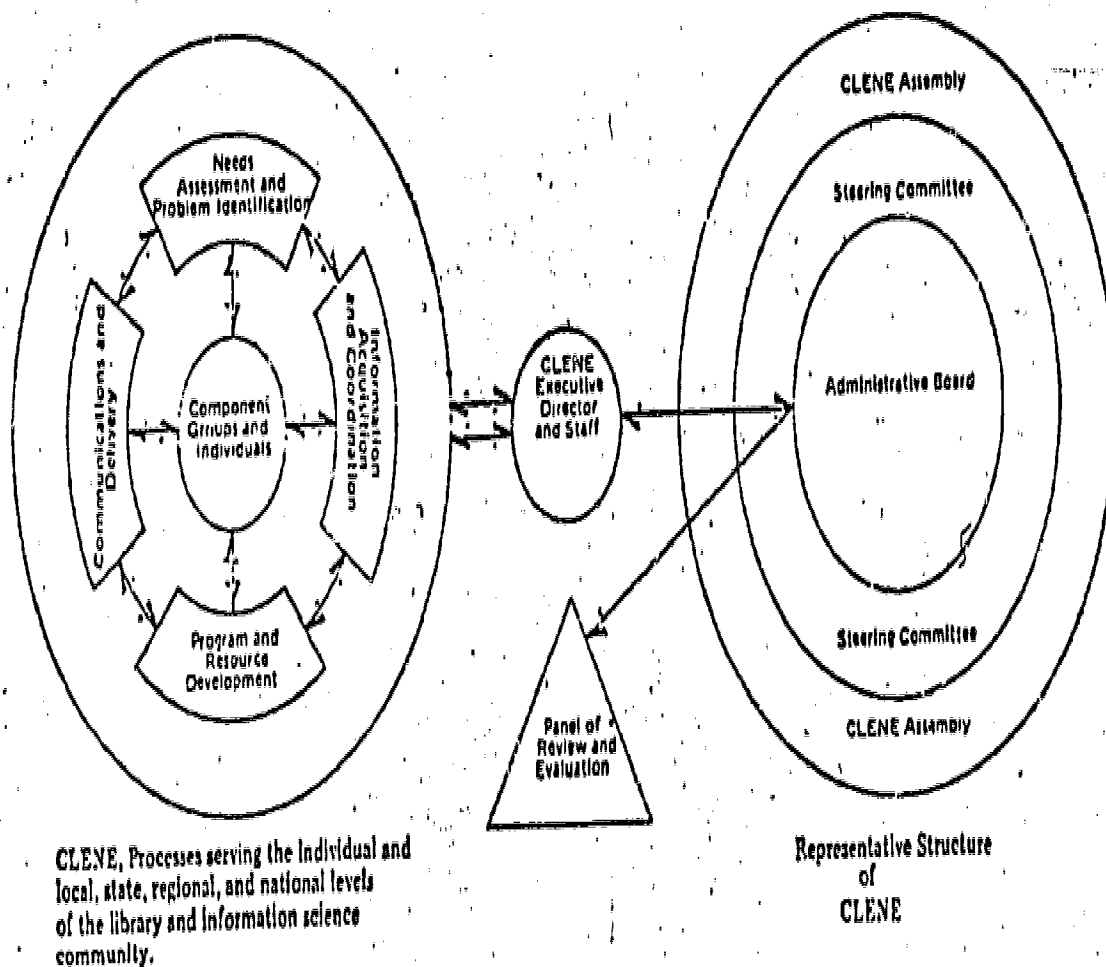 Needs
Assessment and
Problem Identification
Communications and
Delivery
Component
Groups and
Individuals
Information
Acquisition
and Coordination
Program and
Resource
Development
CLENE
Executive
Director
and Staff
Panel of
Review and
Evaluation
CLENE Assembly
Steering Committee
Administrative Board
Steering Committee
CLENE Assembly
CLENE, Processes serving the individual and
local, state, regional, and national levels
of the library and information science
community.
Representative Structure
of
CLENE